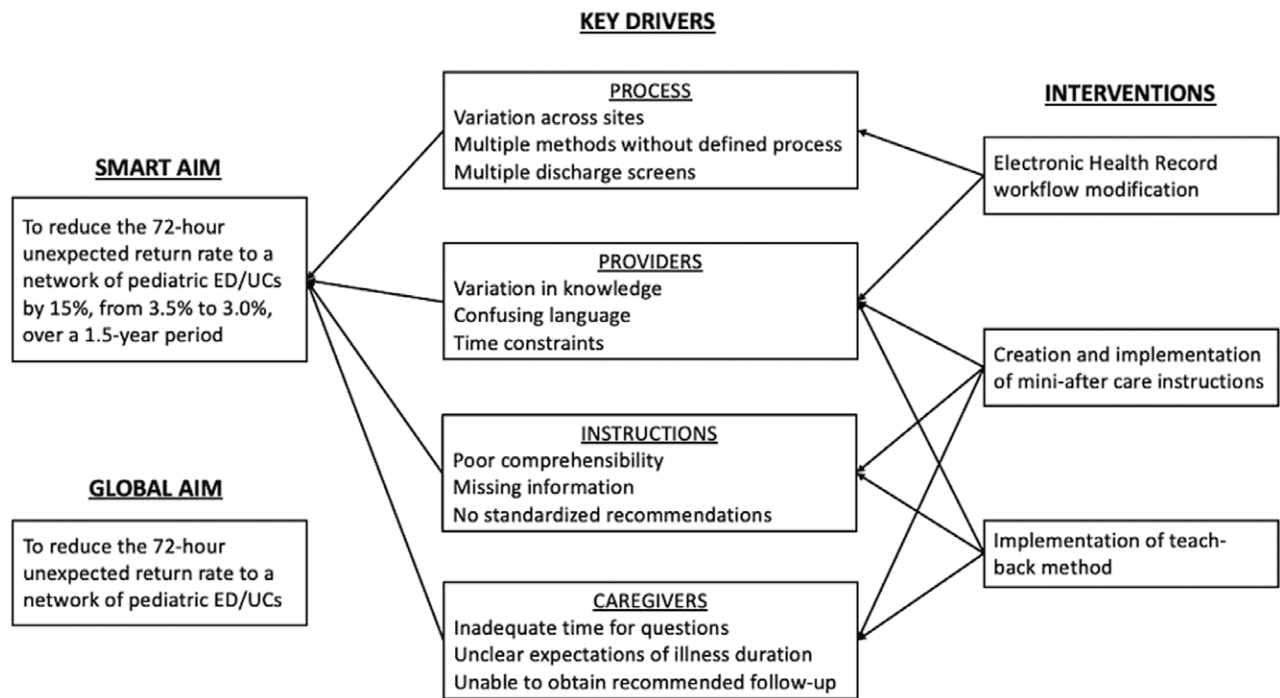 KEY DRIVERS
SMART AIM
To reduce the 72-hour
unexpected return rate to a
network of pediatric ED/UCs
by 15%, from 3.5% to 3.0%,
over a 1.5-year period
GLOBAL AIM
To reduce the 72-hour
unexpected return rate to a
network of pediatric ED/UCs
PROCESS
Variation across sites
Multiple methods without defined process
Multiple discharge screens
PROVIDERS
Variation in knowledge
Confusing language
Time constraints
INSTRUCTIONS
Poor comprehensibility
Missing information
No standardized recommendations
CAREGIVERS
Inadequate time for questions
Unclear expectations of illness duration
Unable to obtain recommended follow-up
INTERVENTIONS
Electronic Health Record
workflow modification
Creation and implementation
of mini-after care instructions
Implementation of teach-
back method